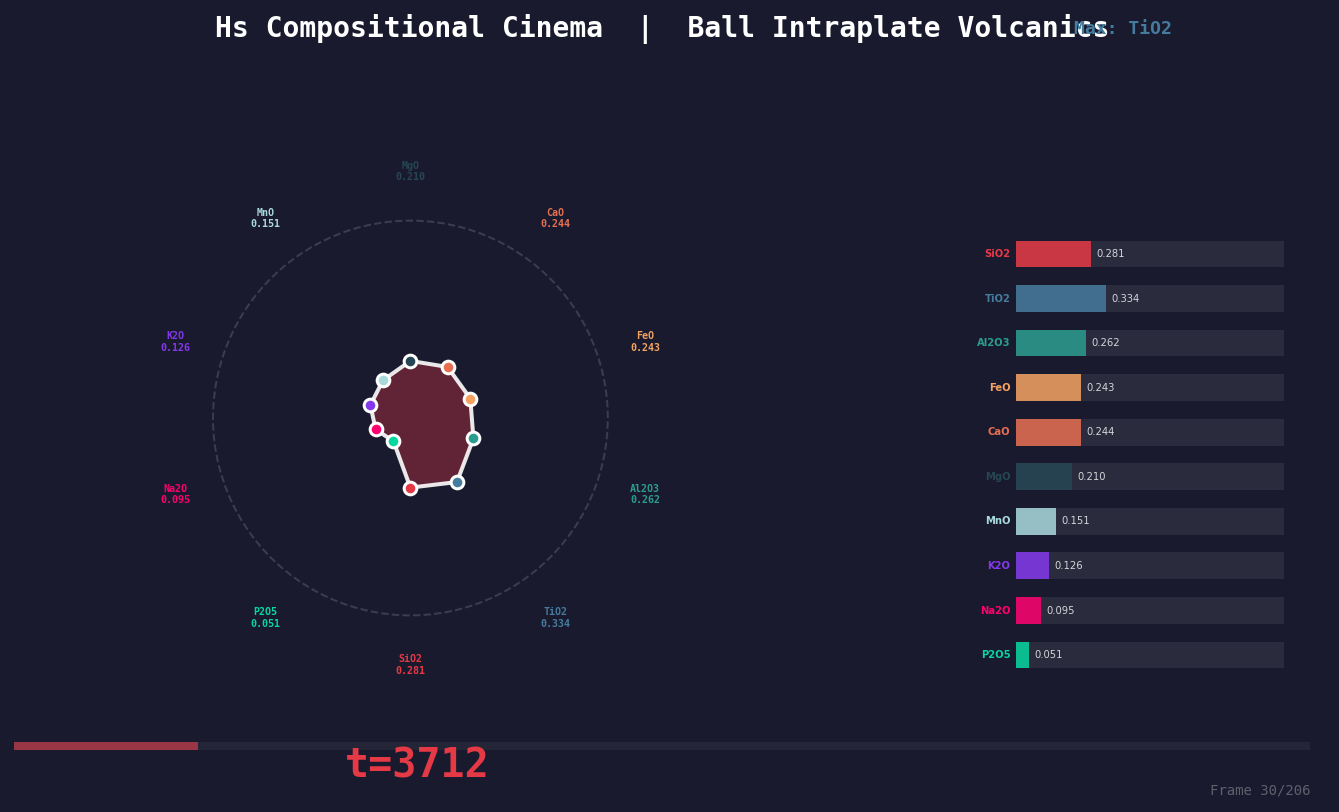 Hs Compositional Cinema | Ball Intraplate Volcanics
Max: TiO2
MgO
0.210
MnO
0.151
CaO
0.244
K2O
0.126
FeO
0.243
Na2O
0.095
Al2O3
0.262
P2O5
0.051
TiO2
0.334
SiO2
0.281
SiO2 0.281
TiO2 0.334
Al2O3 0.262
FeO 0.243
CaO 0.244
MgO 0.210
MnO 0.151
K2O 0.126
Na2O 0.095
P2O5 0.051
t=3712
Frame 30/206